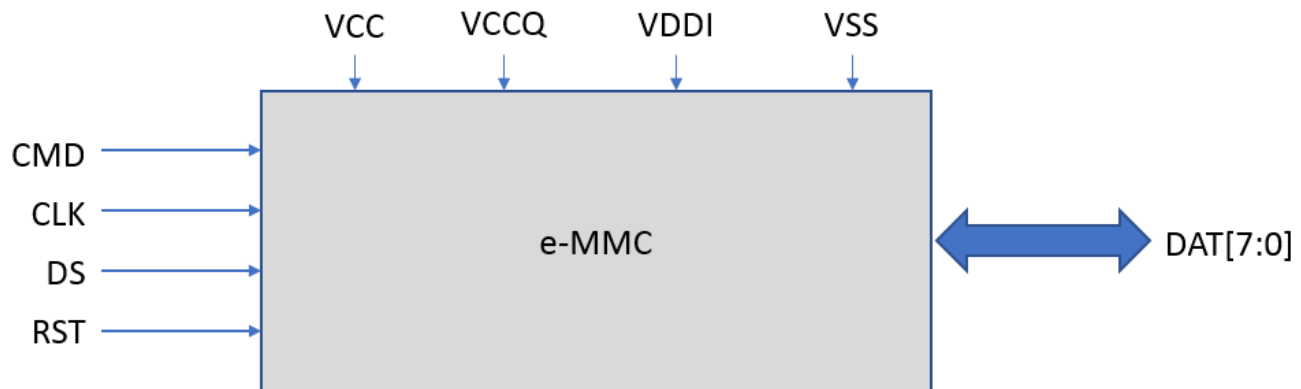 VCC VCCQ VDDI VSS
CMD
CLK
DS
RST
e-MMC
DAT[7:0]